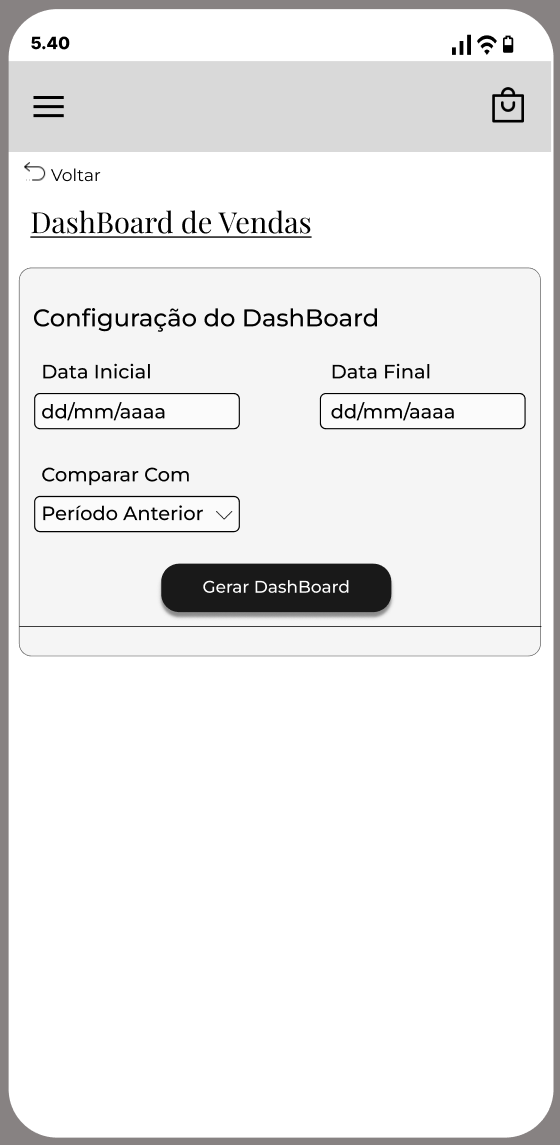 5.40
Voltar
DashBoard de Vendas
Configuração do DashBoard
Data Inicial Data Final
dd/mm/aaaa dd/mm/aaaa
Comparar Com
Período Anterior
Gerar DashBoard